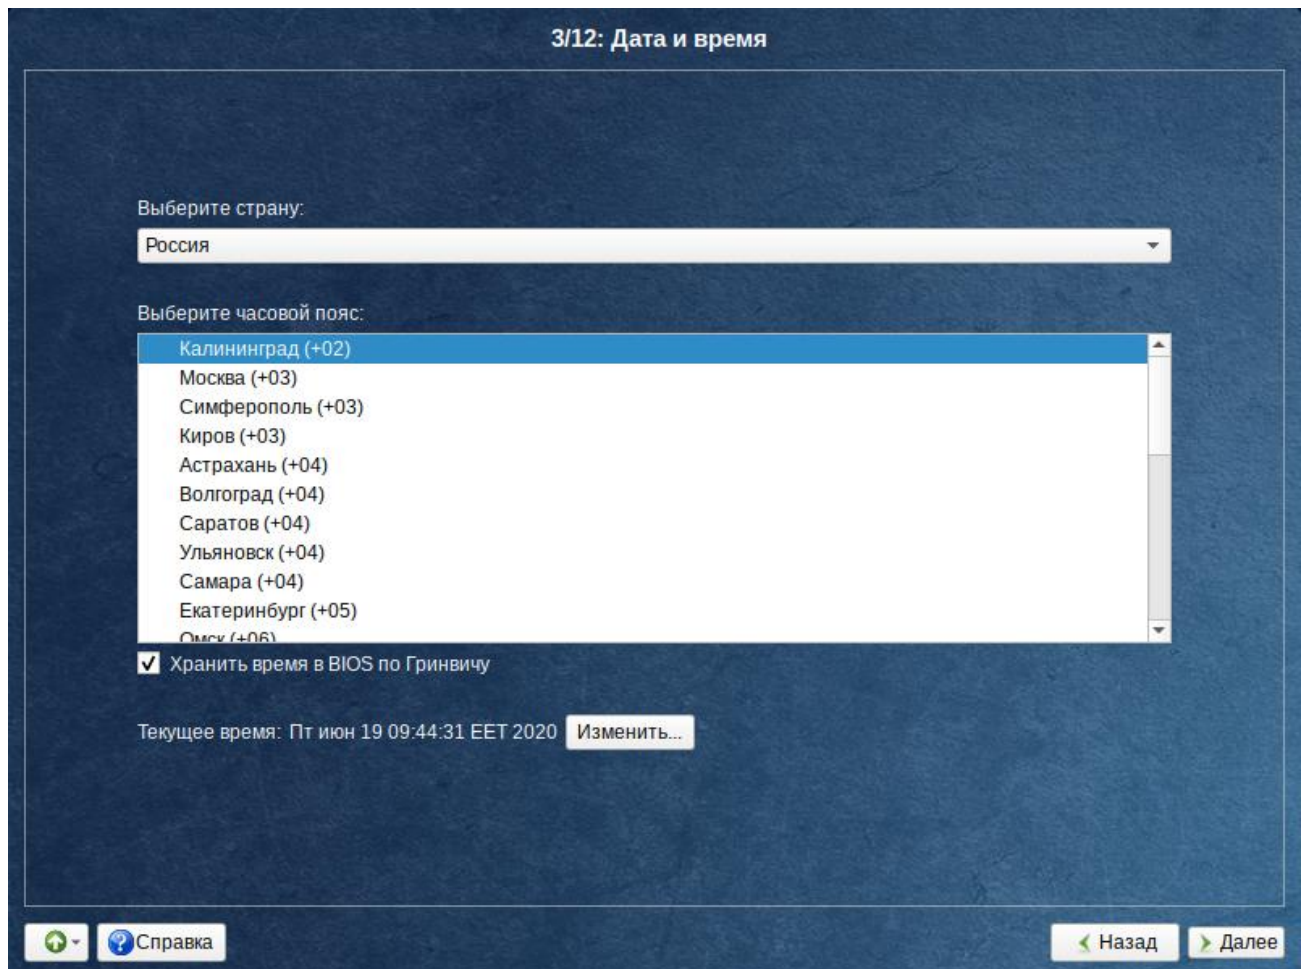 3/12: Дата и время
Выберите страну:
Россия
Выберите часовой пояс:
Калининград (+02)
Москва (+03)
Симферополь (+03)
Киров (+03)
Астрахань (+04)
Волгоград (+04)
Саратов (+04)
Ульяновск (+04)
Самара (+04)
Екатеринбург (+05)
Омск (+06)
Хранить время в BIOS по Гринвичу
Текущее время: Пт июн 19 09:44:31 EET 2020 Изменить...
Справка Назад Далее